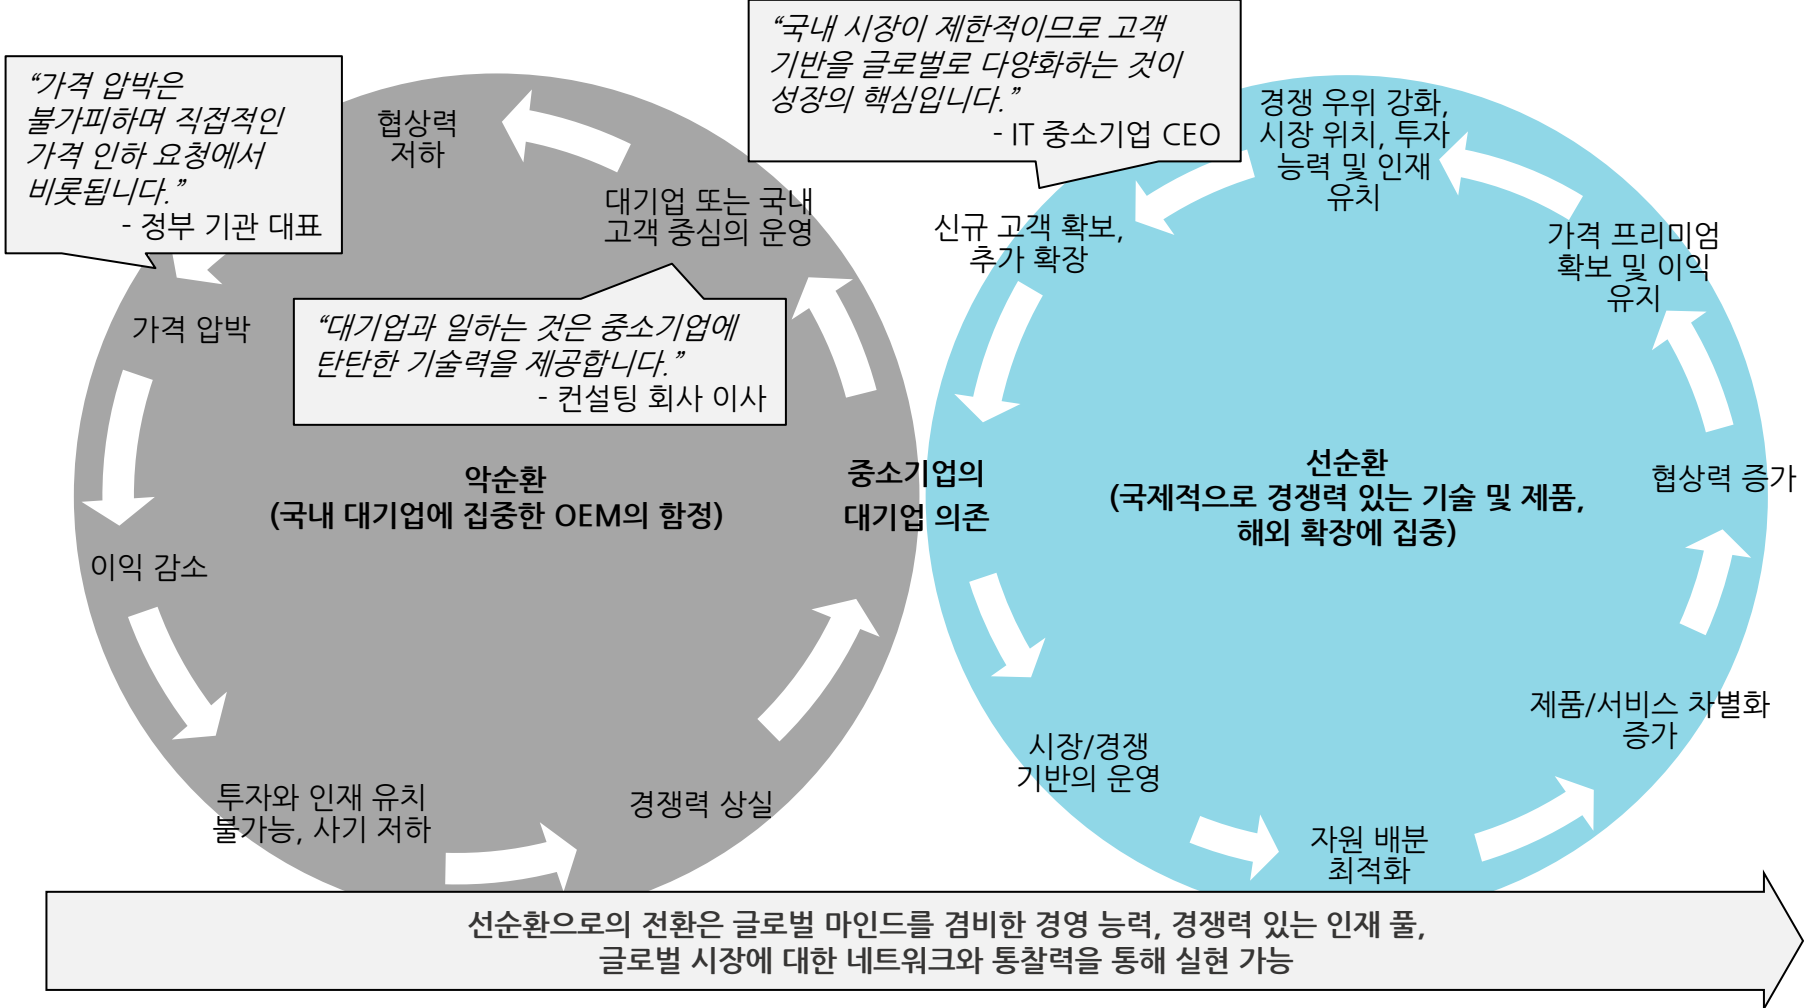 “가격 압박은
불가피하며 직접적인
가격 인하 요청에서
비롯됩니다.”
- 정부 기관 대표
협상력
저하
대기업 또는 국내
고객 중심의 운영
“대기업과 일하는 것은 중소기업에
탄탄한 기술력을 제공합니다.”
- 컨설팅 회사 이사
가격 압박
악순환
(국내 대기업에 집중한 OEM의 함정)
이익 감소
투자와 인재 유치
불가능, 사기 저하
경쟁력 상실
중소기업의
대기업 의존
“국내 시장이 제한적이므로 고객
기반을 글로벌로 다양화하는 것이
성장의 핵심입니다.”
- IT 중소기업 CEO
경쟁 우위 강화,
시장 위치, 투자
능력 및 인재
유치
신규 고객 확보,
추가 확장
가격 프리미엄
확보 및 이익
유지
선순환
(국제적으로 경쟁력 있는 기술 및 제품,
해외 확장에 집중)
협상력 증가
제품/서비스 차별화
증가
시장/경쟁
기반의 운영
자원 배분
최적화
선순환으로의 전환은 글로벌 마인드를 겸비한 경영 능력, 경쟁력 있는 인재 풀,
글로벌 시장에 대한 네트워크와 통찰력을 통해 실현 가능